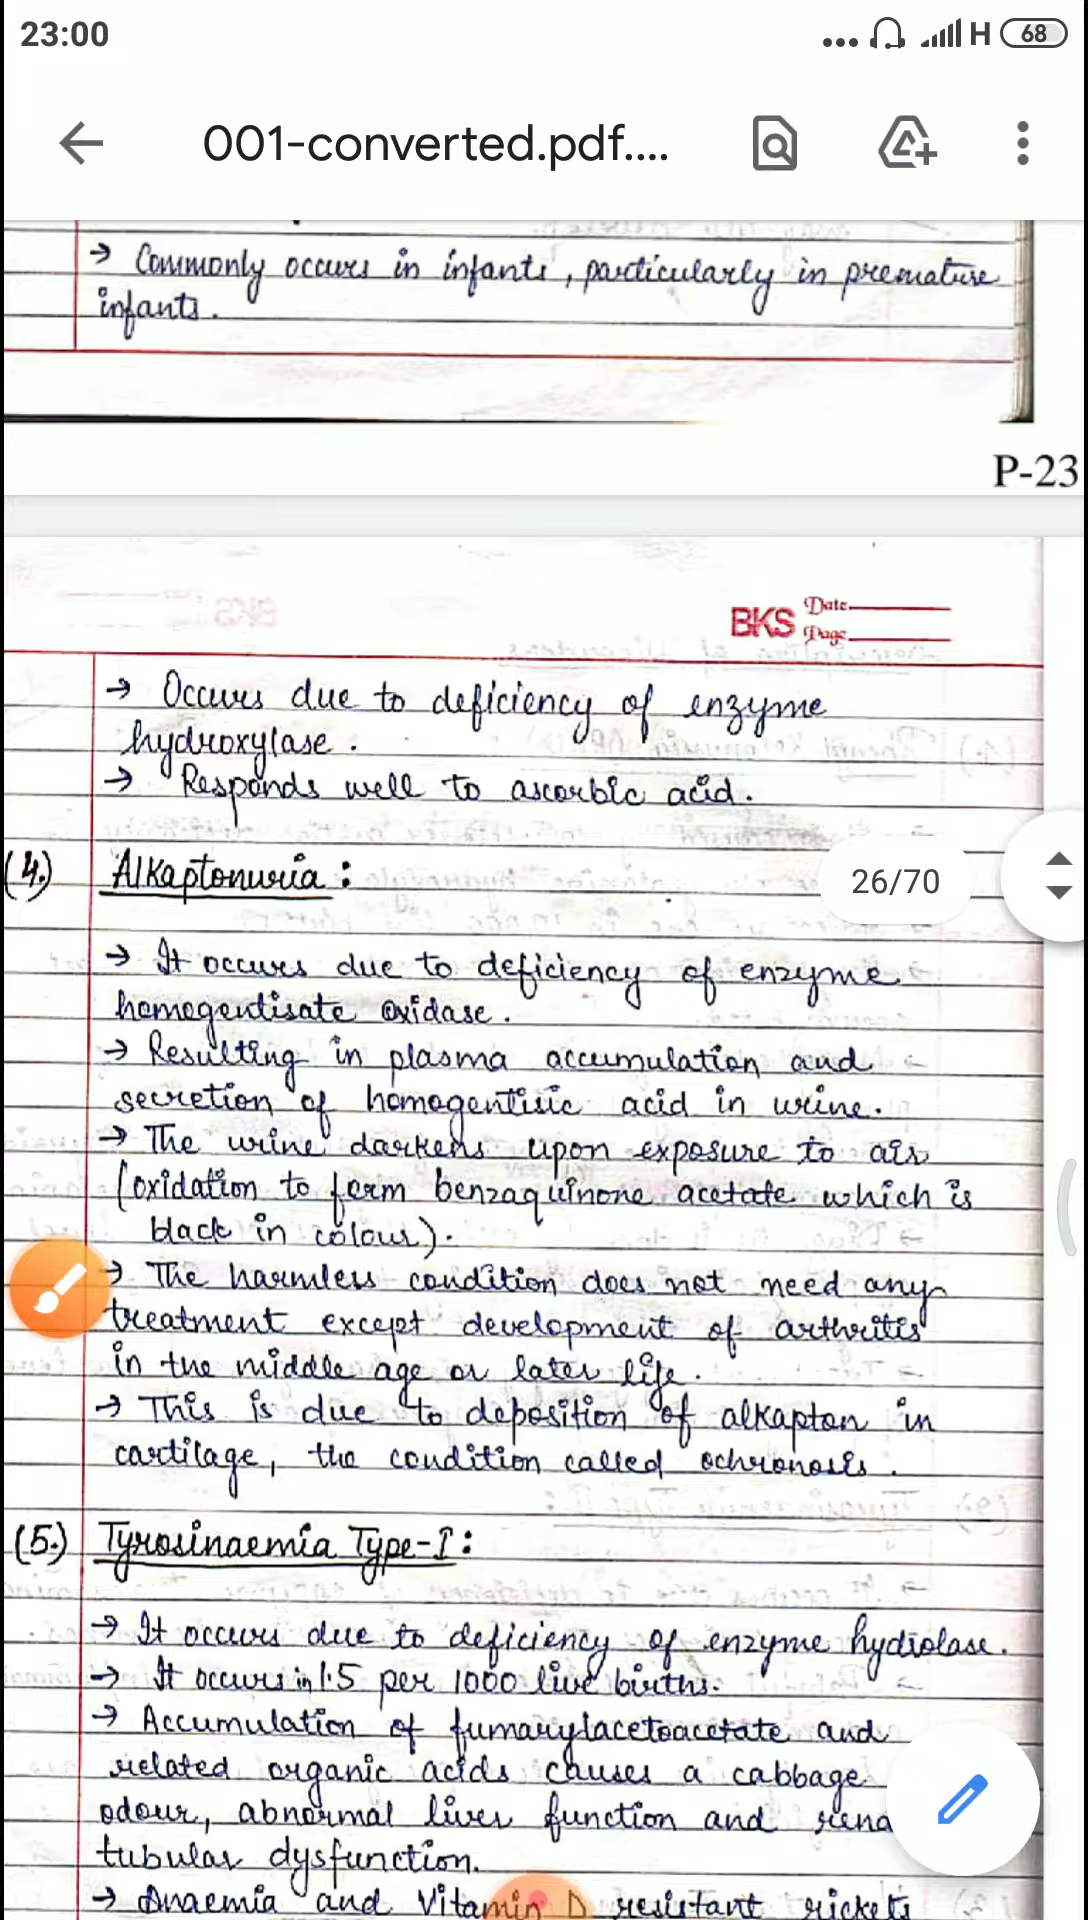 23:00
... H 68
001-converted.pdf....
→ Commonly occurs in infants, particularly in premature
infants.
P-23
BKS Date
Page
→ Occurs due to deficiency of enzyme
hydroxylase.
→ Responds well to ascorbic acid.
(4.) Alkaptonuria :
26/70
→ It occurs due to deficiency of enzyme
homogentisate oxidase.
→ Resulting in plasma accumulation and
secretion of homogentisic acid in urine.
→ The urine darkens upon exposure to air
(oxidation to form benzaquinone acetate which is
black in colour).
→ The harmless condition does not need any
treatment except development of arthritis
in the middle age or later life.
→ This is due to deposition of alkapton in
cartilage, the condition called ochronosis.
(5.) Tyrosinaemia Type-I :
→ It occurs due to deficiency of enzyme hydrolase.
→ It occurs in 1.5 per 1000 live births.
→ Accumulation of fumarylacetoacetate and
related organic acids causes a cabbage
odour, abnormal liver function and rena
tubular dysfunction.
→ Anaemia and Vitamin D resistant rickets